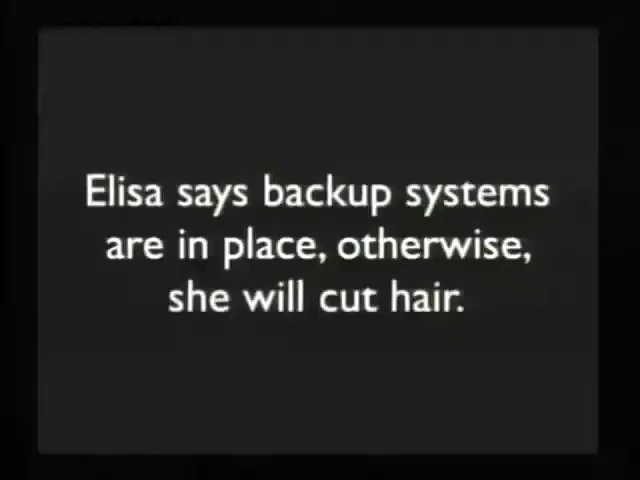 Elisa says backup systems
are in place, otherwise,
she will cut hair.